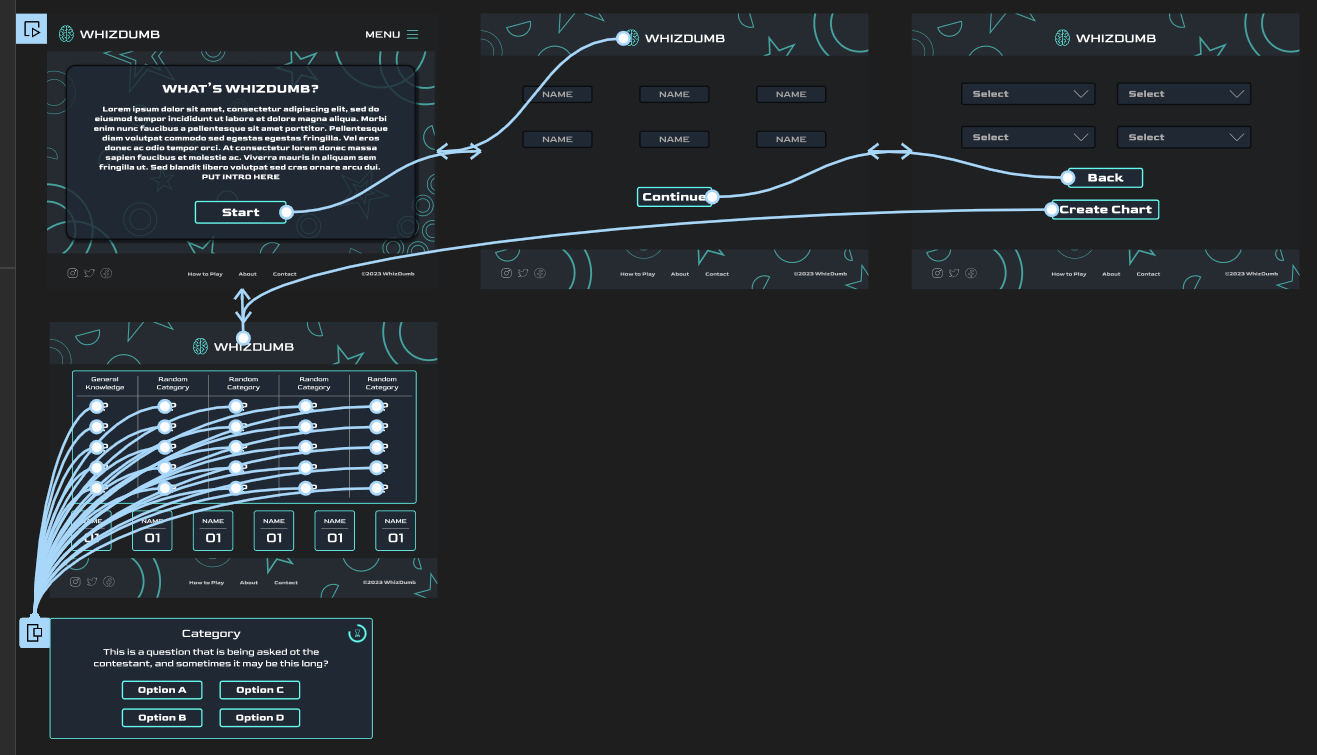 WHIZDUMB
MENU
WHAT'S WHIZDUMB?
Lorem ipsum dolor sit amet, consectetur adipiscing elit, sed do
eiusmod tempor incididunt ut labore et dolore magna aliqua. Morbi
enim nunc faucibus a pellentesque sit amet porttitor. Pellentesque
diam volutpat commodo sed egestas egestas fringilla. Vel eros
donec ac odio tempor orci. At consectetur lorem donec massa
sapien faucibus et molestie ac. Viverra mauris in aliquam sem
fringilla ut. Sed blandit libero volutpat sed cras ornare arcu dui.
PUT INTRO HERE
Start
How to Play About Contact ©2023 WhizDumb
WHIZDUMB
NAME NAME NAME
NAME NAME NAME
Continue
How to Play About Contact ©2023 WhizDumb
WHIZDUMB
Select Select
Select Select
Back
Create Chart
How to Play About Contact ©2023 WhizDumb
WHIZDUMB
General Random Random Random Random
Knowledge Category Category Category Category
NAME NAME NAME NAME NAME NAME
01 01 01 01 01 01
How to Play About Contact ©2023 WhizDumb
Category
This is a question that is being asked ot the
contestant, and sometimes it may be this long?
Option A Option C
Option B Option D